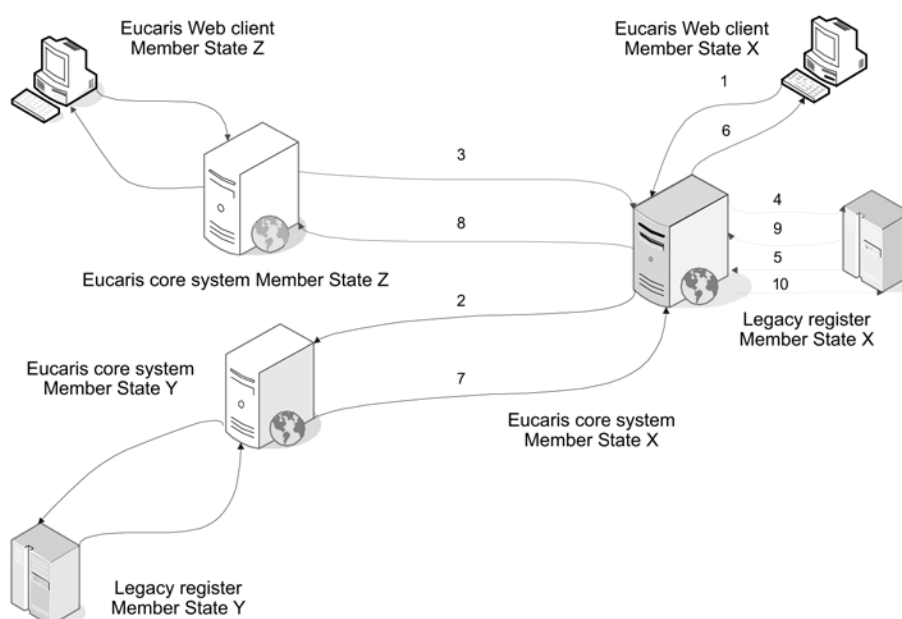 Eucaris Web client
Member State Z
Eucaris Web client
Member State X
1
6
3
4
8
9
5
10
Eucaris core system Member State Z
2
Legacy register
Member State X
Eucaris core system
Member State Y
7
Eucaris core system
Member State X
Legacy register
Member State Y